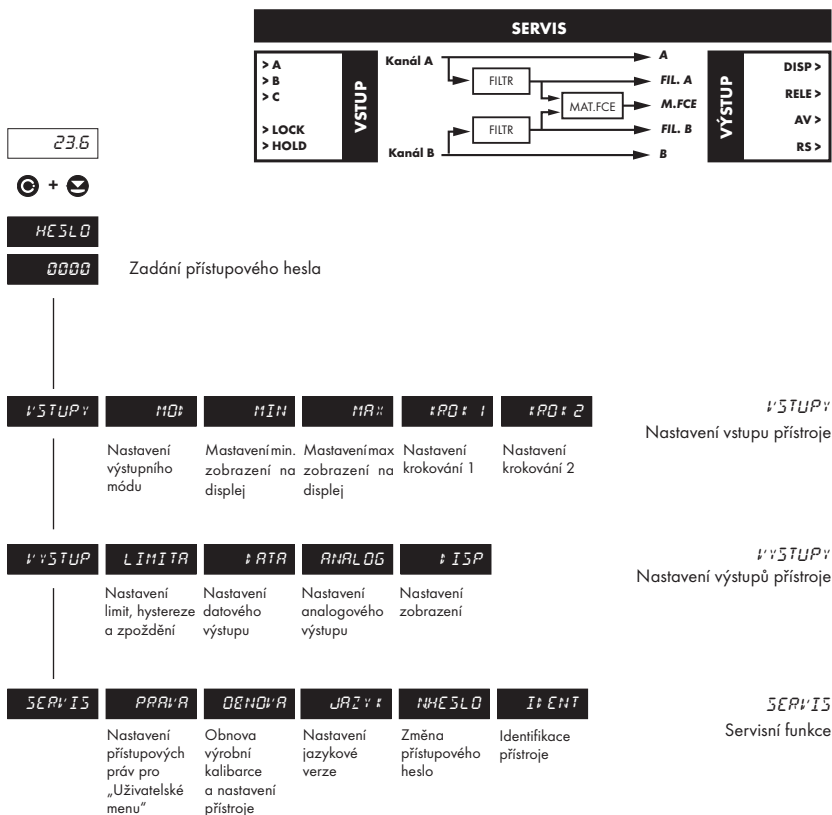 SERVIS
> A
> B
> C
> LOCK
> HOLD
VSTUP
Kanál A
Kanál B
FILTR
FILTR
MAT.FCE
A
FIL. A
M.FCE
FIL. B
B
VÝSTUP
DISP >
RELE >
AV >
RS >
23.6
+
HESLO
0000
Zadání přístupového hesla
VSTUPY
MOD
MIN
MAX
KROK 1
KROK 2
VSTUPY
Nastavení vstupu přístroje
Nastavení
výstupního
módu
Mastavení min.
zobrazení na
displej
Mastavení max
zobrazení na
displej
Nastavení
krokování 1
Nastavení
krokování 2
VYSTUP
LIMITA
DATA
ANALOG
DISP
VYSTUPY
Nastavení výstupů přístroje
Nastavení
limit, hystereze
a zpoždění
Nastavení
datového
výstupu
Nastavení
analogového
výstupu
Nastavení
zobrazení
SERVIS
PRAVA
OBNOVA
JAZYK
NHESLO
IDENT
SERVIS
Servisní funkce
Nastavení
přístupových
práv pro
„Uživatelské
menu"
Obnova
výrobní
kalibarce
a nastavení
přístroje
Nastavení
jazykové
verze
Změna
přístupového
heslo
Identifikace
přístroje